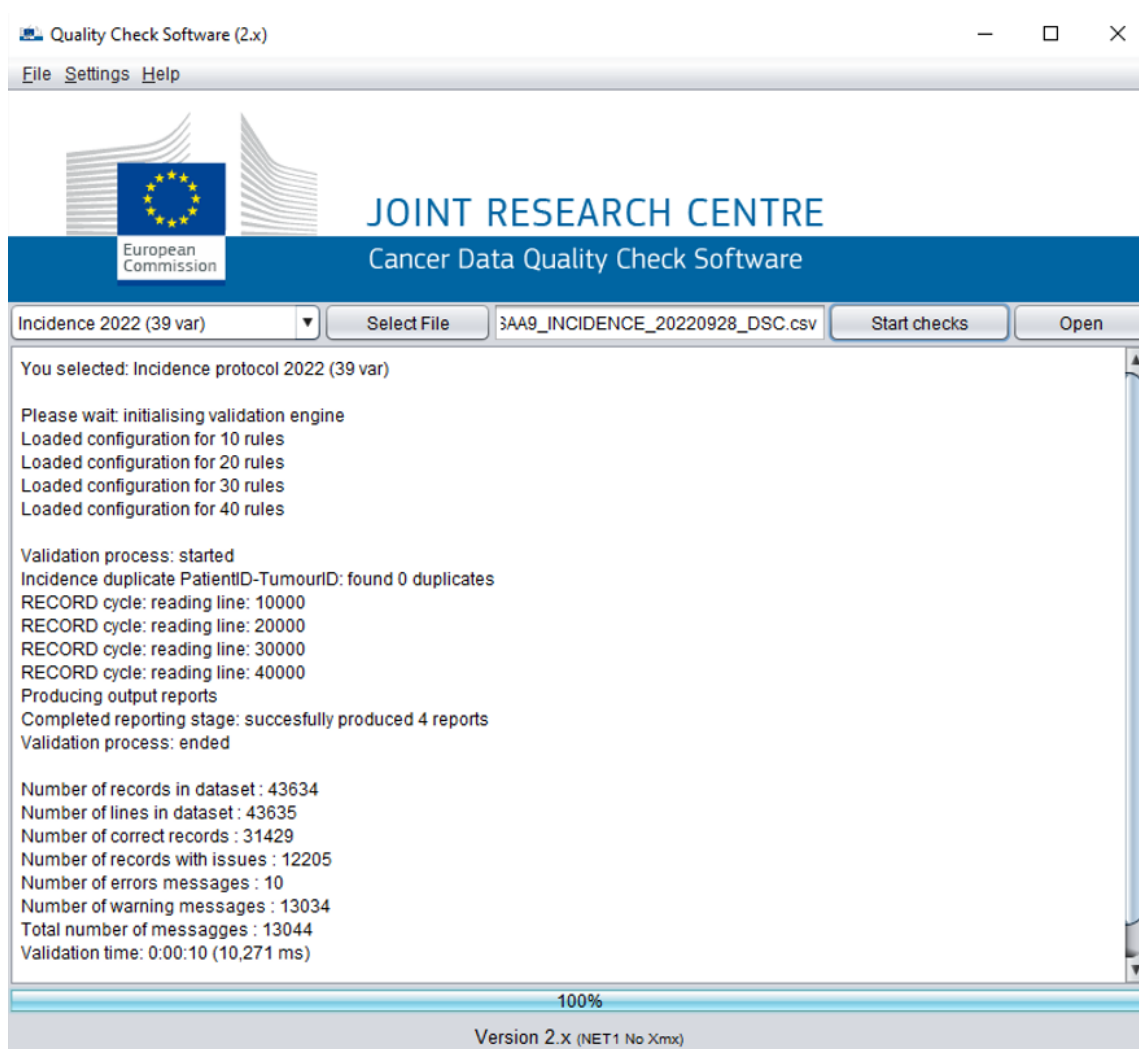 Quality Check Software (2.x)
File Settings Help
JOINT RESEARCH CENTRE
European
Commission
Cancer Data Quality Check Software
Incidence 2022 (39 var) Select File SAA9_INCIDENCE_20220928_DSC.csv Start checks Open
You selected: Incidence protocol 2022 (39 var)
Please wait: initialising validation engine
Loaded configuration for 10 rules
Loaded configuration for 20 rules
Loaded configuration for 30 rules
Loaded configuration for 40 rules
Validation process: started
Incidence duplicate PatientID-TumourID: found 0 duplicates
RECORD cycle: reading line: 10000
RECORD cycle: reading line: 20000
RECORD cycle: reading line: 30000
RECORD cycle: reading line: 40000
Producing output reports
Completed reporting stage: succesfully produced 4 reports
Validation process: ended
Number of records in dataset : 43634
Number of lines in dataset : 43635
Number of correct records : 31429
Number of records with issues : 12205
Number of errors messages : 10
Number of warning messages : 13034
Total number of messagges : 13044
Validation time: 0:00:10 (10,271 ms)
100%
Version 2.x (NET1 No Xmx)